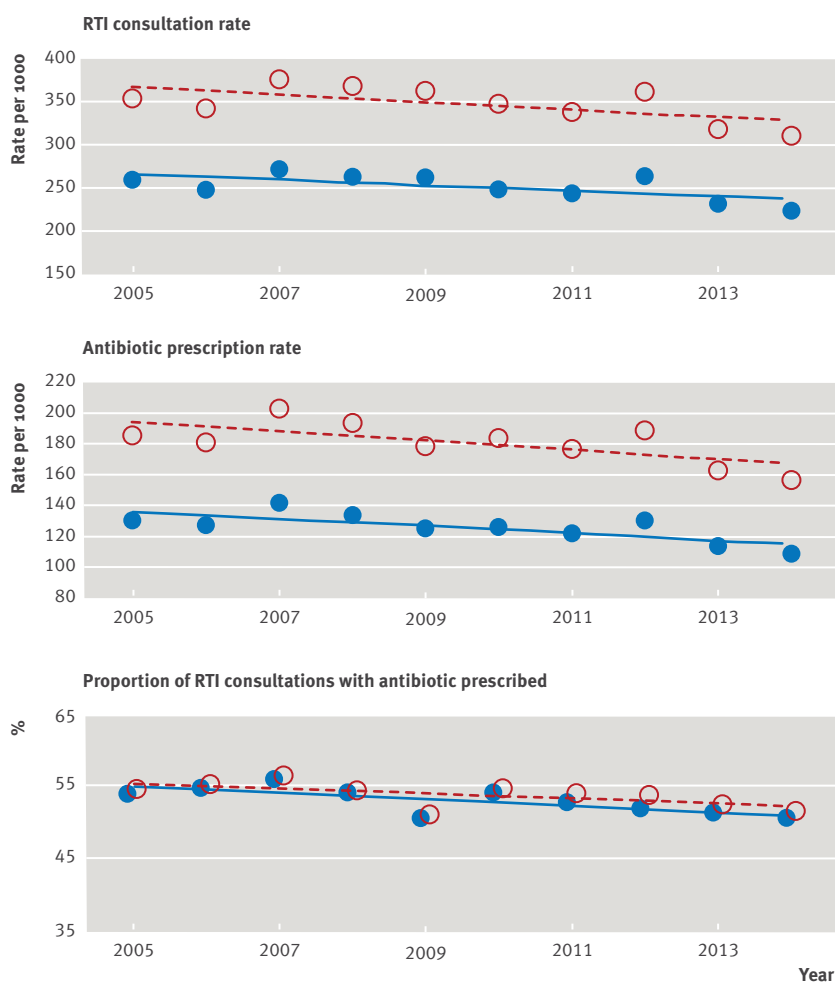 RTI consultation rate
Rate per 1000
400
350
300
250
200
150
2005 2007 2009 2011 2013
Antibiotic prescription rate
Rate per 1000
220
200
180
160
140
120
100
80
2005 2007 2009 2011 2013
Proportion of RTI consultations with antibiotic prescribed
%
65
55
45
35
2005 2007 2009 2011 2013
Year